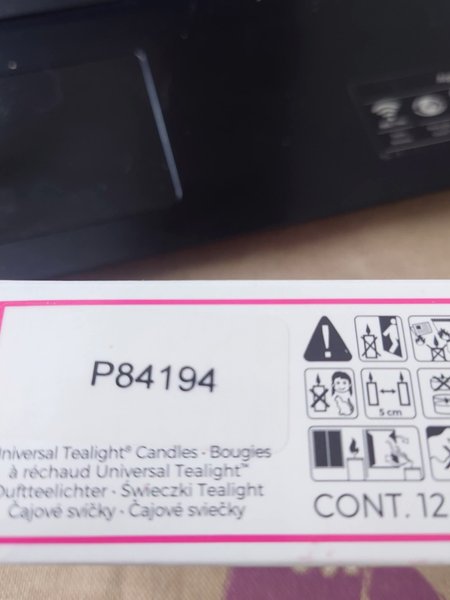 P84194
Universal Tealight® Candles · Bougies
à réchaud Universal Tealight™
Duftteelichter · Świeczki Tealight
Čajové svíčky · Čajové sviečky
5 cm
CONT. 12